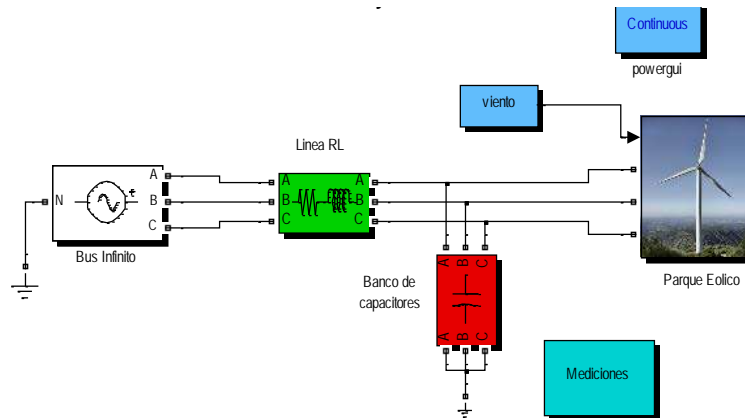 Continuous
powergui
viento
Linea RL
A
B
C
N
A
B
C
A
B
C
Bus Infinito
Parque Eolico
A
B
C
Banco de
capacitores
A
B
C
Mediciones